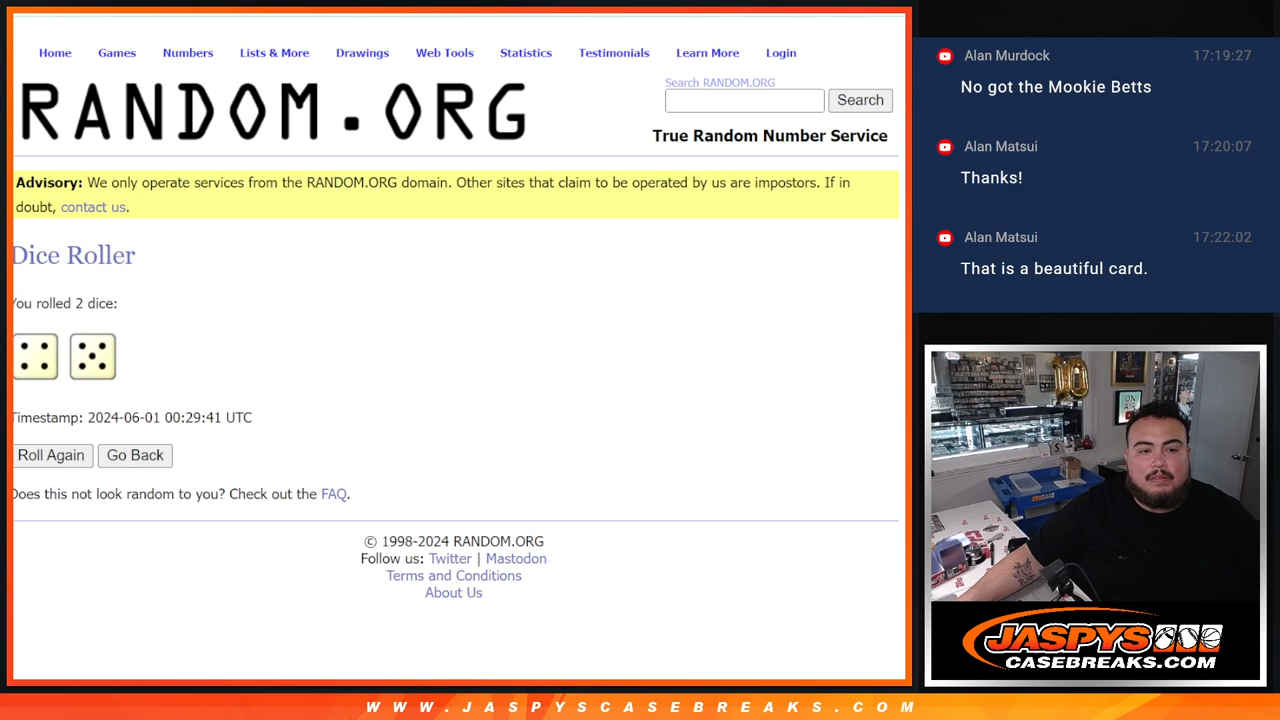 Home Games Numbers Lists & More Drawings Web Tools Statistics Testimonials Learn More Login
RANDOM.ORG
Search RANDOM.ORG
Search
True Random Number Service
Advisory: We only operate services from the RANDOM.ORG domain. Other sites that claim to be operated by us are impostors. If in
doubt, contact us.
Dice Roller
You rolled 2 dice:
Timestamp: 2024-06-01 00:29:41 UTC
Roll Again Go Back
Does this not look random to you? Check out the FAQ.
© 1998-2024 RANDOM.ORG
Follow us: Twitter | Mastodon
Terms and Conditions
About Us
Alan Murdock 17:19:27
No got the Mookie Betts
Alan Matsui 17:20:07
Thanks!
Alan Matsui 17:22:02
That is a beautiful card.
10
ON
AIR
JASPYS
CASEBREAKS.COM
WWW.JASPYSCASEBREAKS.COM